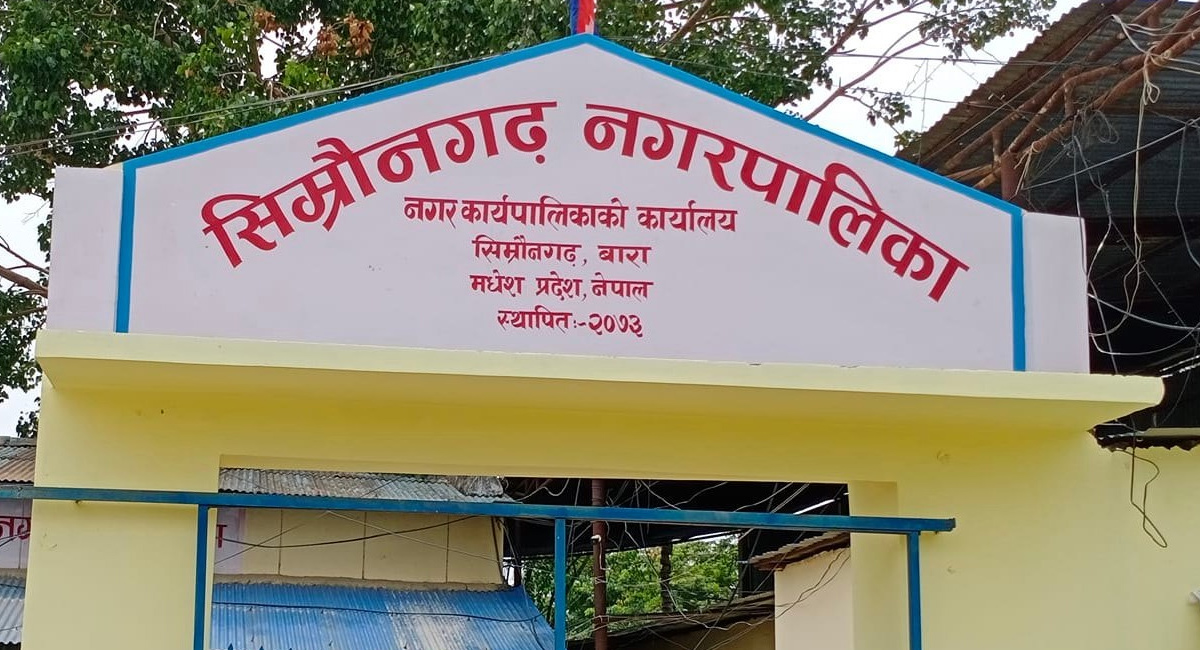 सिम्रौनगढ़ नगरपालिका
नगर कार्यपालिकाको कार्यालय
सिम्रौनगढ़, बारा
मधेश प्रदेश, नेपाल
स्थापितः-२०७३